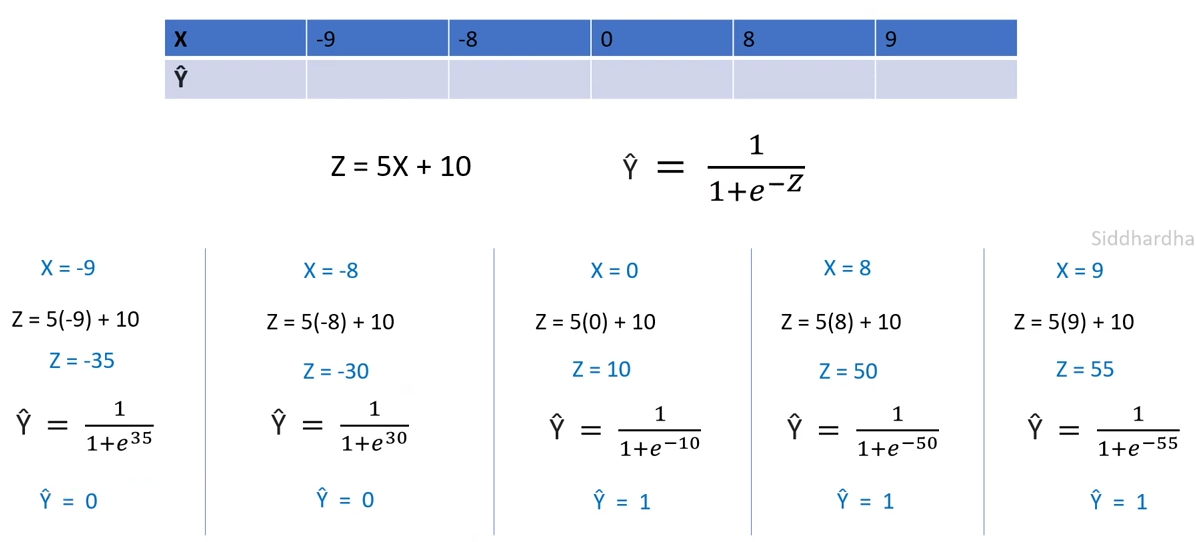 X -9 -8 0 8 9
Ŷ
Z = 5X + 10 Ŷ = 1/(1+e^−Z)
Siddhardha
X = -9 X = -8 X = 0 X = 8 X = 9
Z = 5(-9) + 10 Z = 5(-8) + 10 Z = 5(0) + 10 Z = 5(8) + 10 Z = 5(9) + 10
Z = -35 Z = -30 Z = 10 Z = 50 Z = 55
Ŷ = 1/(1+e^35) Ŷ = 1/(1+e^30) Ŷ = 1/(1+e^−10) Ŷ = 1/(1+e^−50) Ŷ = 1/(1+e^−55)
Ŷ = 0 Ŷ = 0 Ŷ = 1 Ŷ = 1 Ŷ = 1